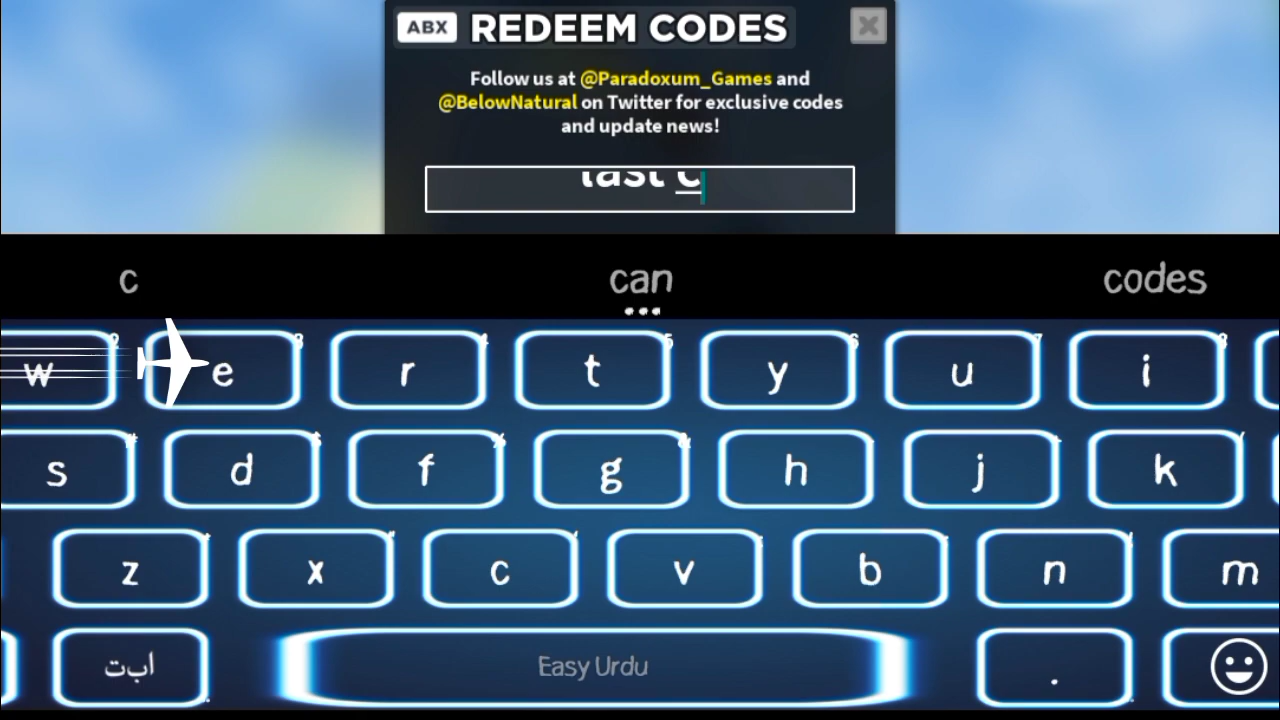 ABX REDEEM CODES
Follow us at @Paradoxum_Games and
@BelowNatural on Twitter for exclusive codes
and update news!
c can codes
w e r t y u i
s d f g h j k
z x c v b n m
اب‌ت Easy Urdu .